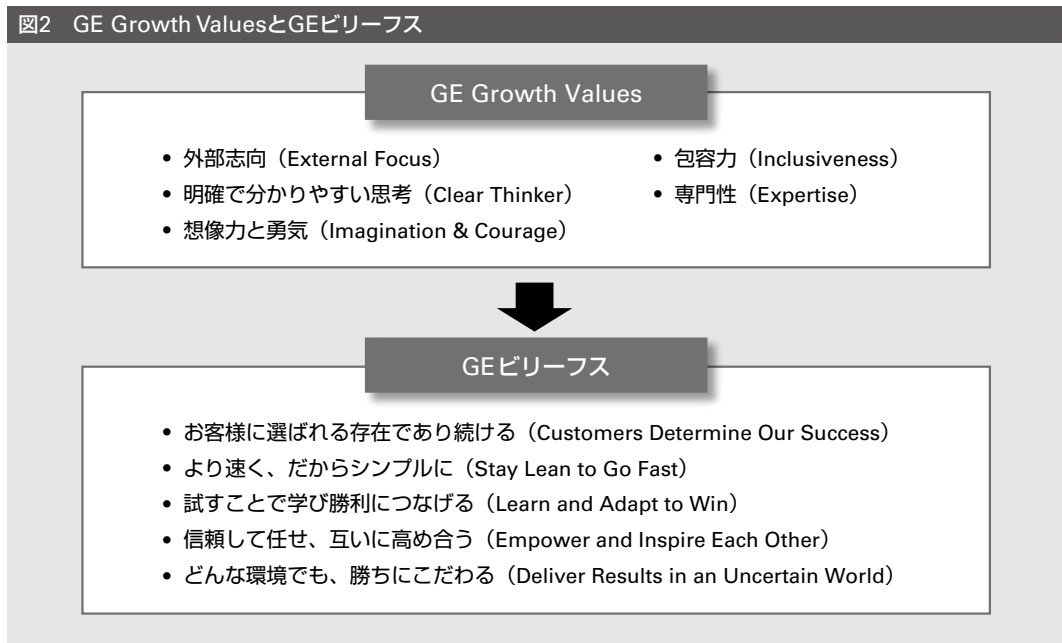 図2 GE Growth ValuesとGEビリーフス
GE Growth Values
• 外部志向（External Focus）
• 明確で分かりやすい思考（Clear Thinker）
• 想像力と勇気（Imagination & Courage）
• 包容力（Inclusiveness）
• 専門性（Expertise）
GEビリーフス
• お客様に選ばれる存在であり続ける（Customers Determine Our Success）
• より速く、だからシンプルに（Stay Lean to Go Fast）
• 試すことで学び勝利につなげる（Learn and Adapt to Win）
• 信頼して任せ、互いに高め合う（Empower and Inspire Each Other）
• どんな環境でも、勝ちにこだわる（Deliver Results in an Uncertain World）